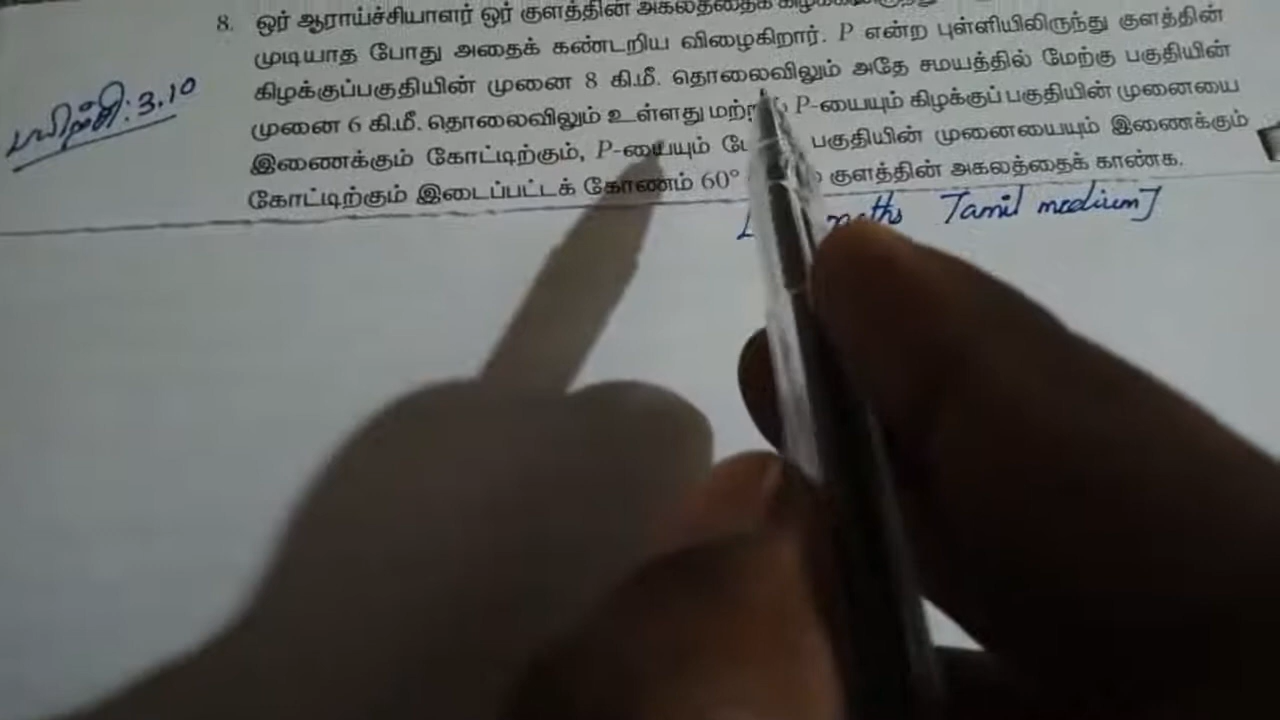 8. ஓர் ஆராய்ச்சியாளர் ஓர் குளத்தின் அகலத்தைக்
முடியாத போது அதைக் கண்டறிய விழைகிறார். P என்ற புள்ளியிலிருந்து குளத்தின்
கிழக்குப்பகுதியின் முனை 8 கி.மீ. தொலைவிலும் அதே சமயத்தில் மேற்கு பகுதியின்
முனை 6 கி.மீ. தொலைவிலும் உள்ளது P-யையும் கிழக்குப் பகுதியின் முனையை
இணைக்கும் கோட்டிற்கும், P-யையும் பகுதியின் முனையையும் இணைக்கும்
கோட்டிற்கும் இடைப்பட்டக் கோணம் 60° குளத்தின் அகலத்தைக் காண்க.
பயிற்சி: 3.10
maths Tamil medium]